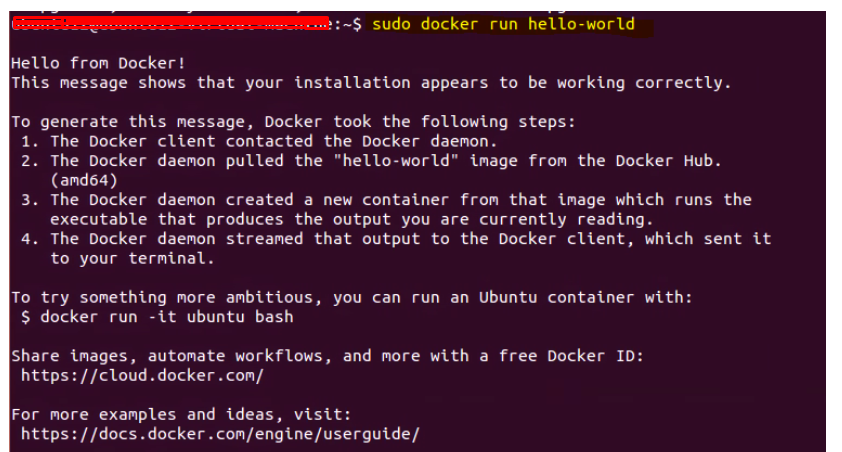 :~$ sudo docker run hello-world
Hello from Docker!
This message shows that your installation appears to be working correctly.
To generate this message, Docker took the following steps:
1. The Docker client contacted the Docker daemon.
2. The Docker daemon pulled the "hello-world" image from the Docker Hub.
(amd64)
3. The Docker daemon created a new container from that image which runs the
executable that produces the output you are currently reading.
4. The Docker daemon streamed that output to the Docker client, which sent it
to your terminal.
To try something more ambitious, you can run an Ubuntu container with:
$ docker run -it ubuntu bash
Share images, automate workflows, and more with a free Docker ID:
https://cloud.docker.com/
For more examples and ideas, visit:
https://docs.docker.com/engine/userguide/